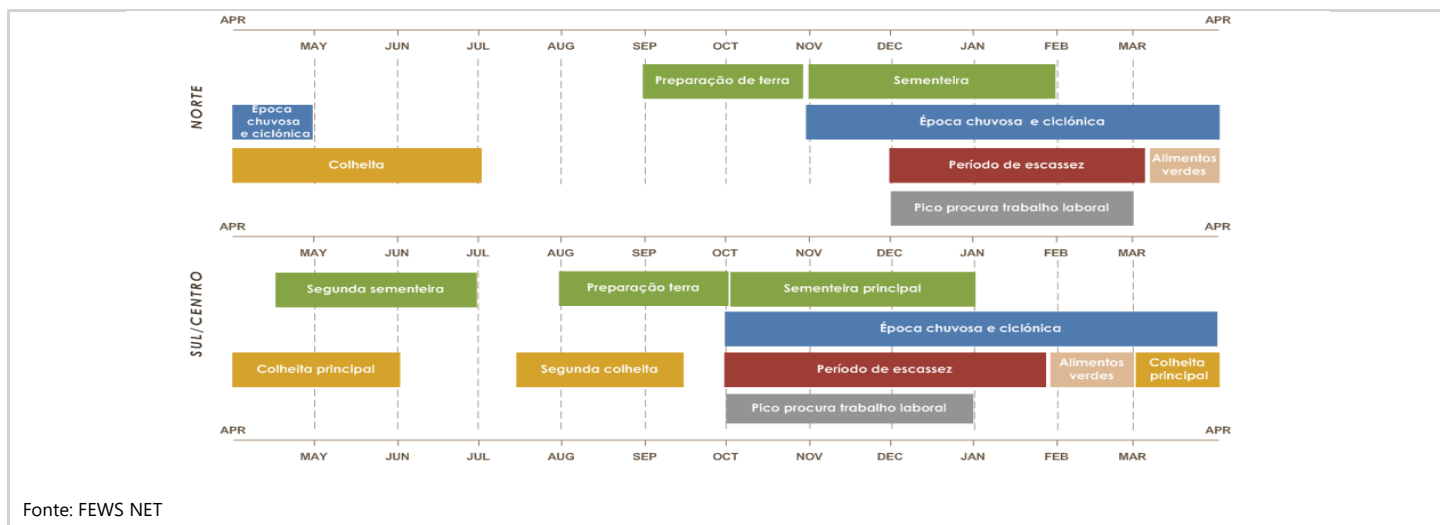 APR APR
MAY JUN JUL AUG SEP OCT NOV DEC JAN FEB MAR
NORTE
Preparação de terra Sementeira
Época
chuvosa
e ciclónica
Época chuvosa e ciclónica
Colheita
Período de escassez
Alimentos
verdes
Pico procura trabalho laboral
APR APR
MAY JUN JUL AUG SEP OCT NOV DEC JAN FEB MAR
SUL/CENTRO
Segunda sementeira Preparação terra Sementeira principal
Época chuvosa e ciclónica
Colheita principal Segunda colheita Período de escassez
Alimentos
verdes
Colheita
principal
Pico procura trabalho laboral
APR APR
MAY JUN JUL AUG SEP OCT NOV DEC JAN FEB MAR
Fonte: FEWS NET